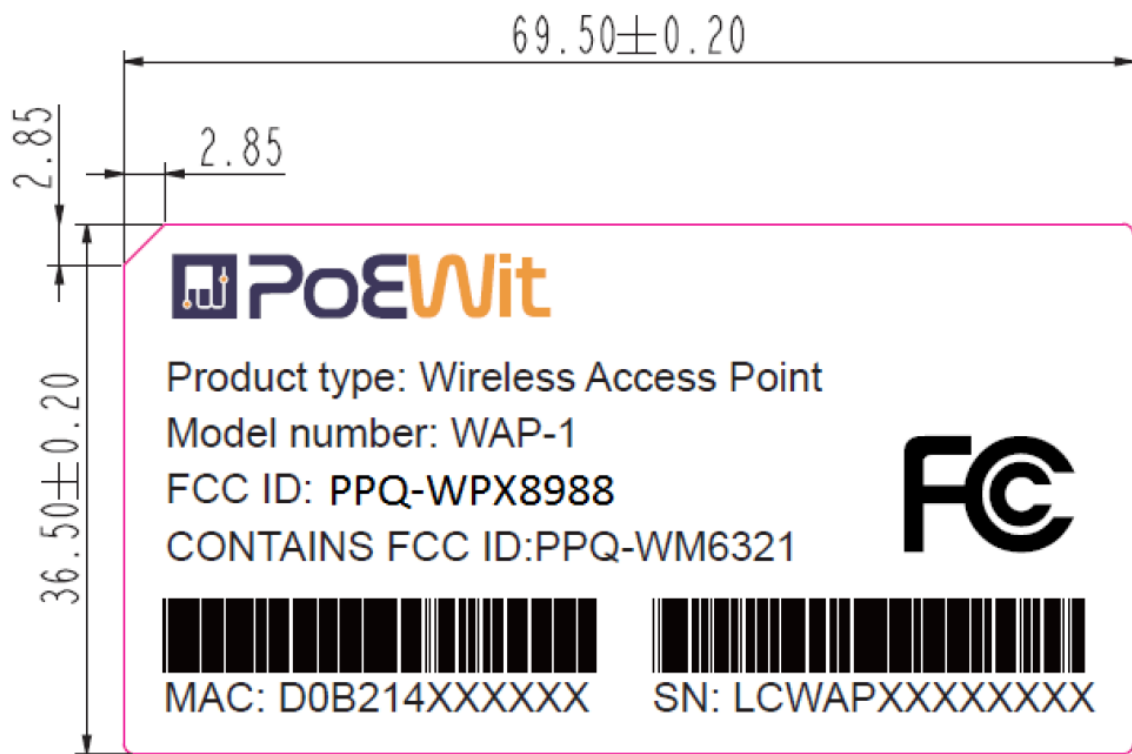 69.50±0.20
2.85
2.85
36.50±0.20
PoEWit
Product type: Wireless Access Point
Model number: WAP-1
FCC ID: PPQ-WPX8988
CONTAINS FCC ID:PPQ-WM6321
FC
MAC: D0B214XXXXXX
SN: LCWAPXXXXXXXX